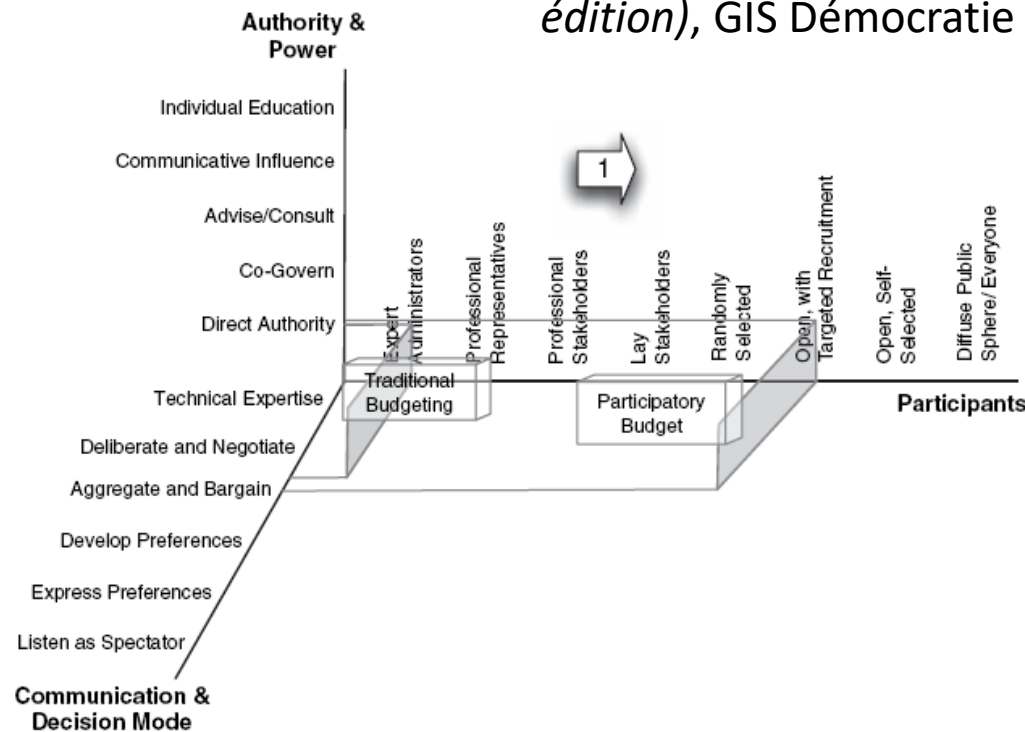 édition), GIS Démocratie
Authority &
Power
Individual Education
Communicative Influence
Advise/Consult
Co-Govern
Direct Authority
1
Expert
Administrators
Professional
Representatives
Professional
Stakeholders
Lay
Stakeholders
Randomly
Selected
Open, with
Targeted Recruitment
Open, Self-
Selected
Diffuse Public
Sphere/ Everyone
Participants
Traditional
Budgeting
Participatory
Budget
Technical Expertise
Deliberate and Negotiate
Aggregate and Bargain
Develop Preferences
Express Preferences
Listen as Spectator
Communication &
Decision Mode